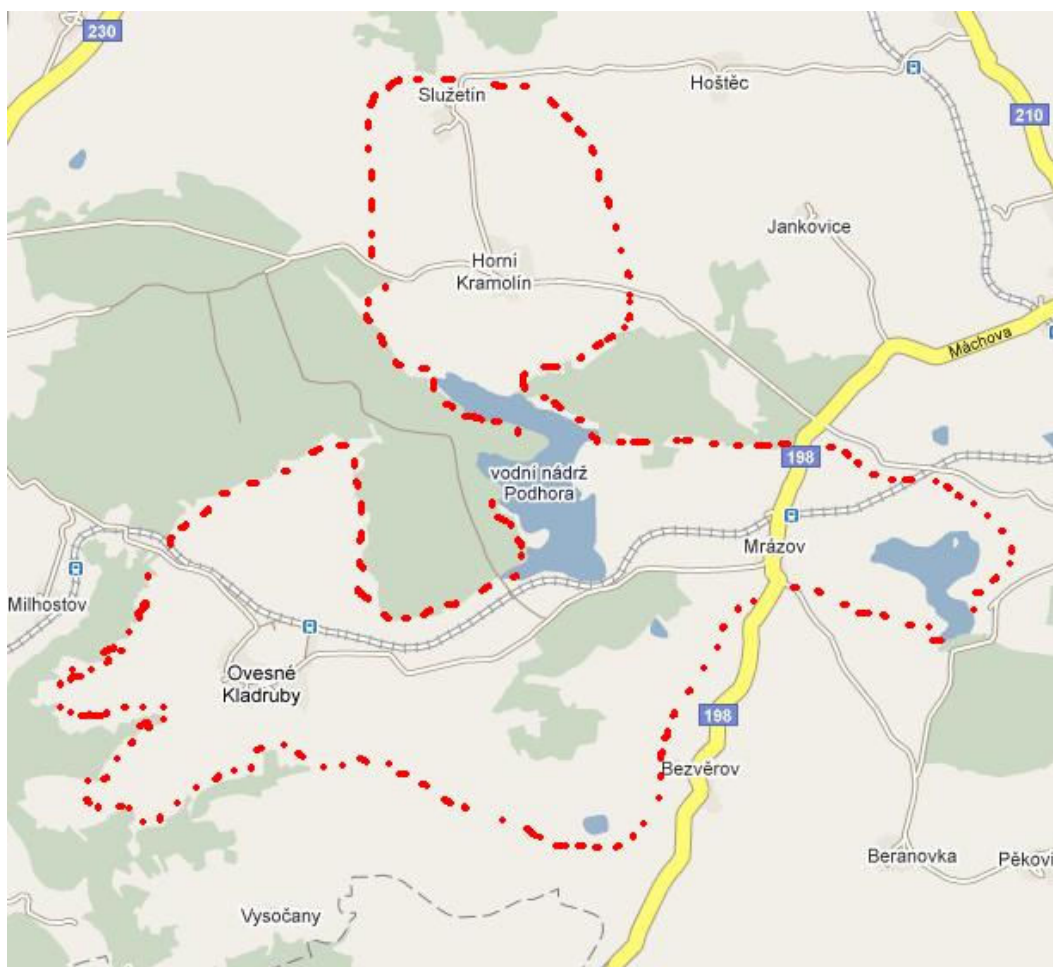 230
Služetín
Hoštěc
210
Jankovice
Horní
Kramolín
Máchova
198
vodní nádrž
Podhora
Mrázov
Milhostov
Ovesné
Kladruby
198
Bezvěrov
Beranovka
Pěkovi
Vysočany